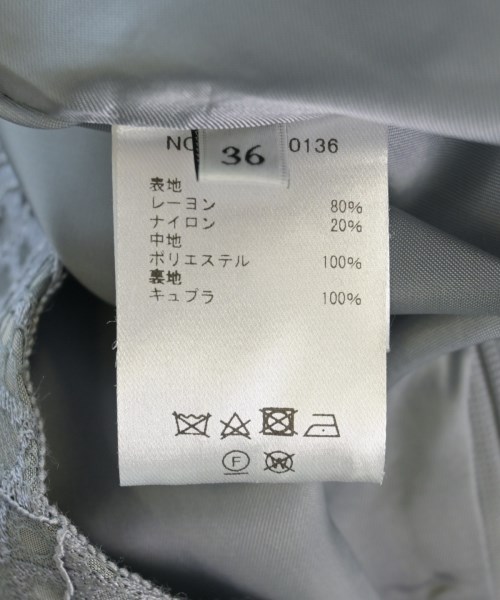 36
0136
表地
レーヨン 80%
ナイロン 20%
中地
ポリエステル 100%
裏地
キュプラ 100%
F W